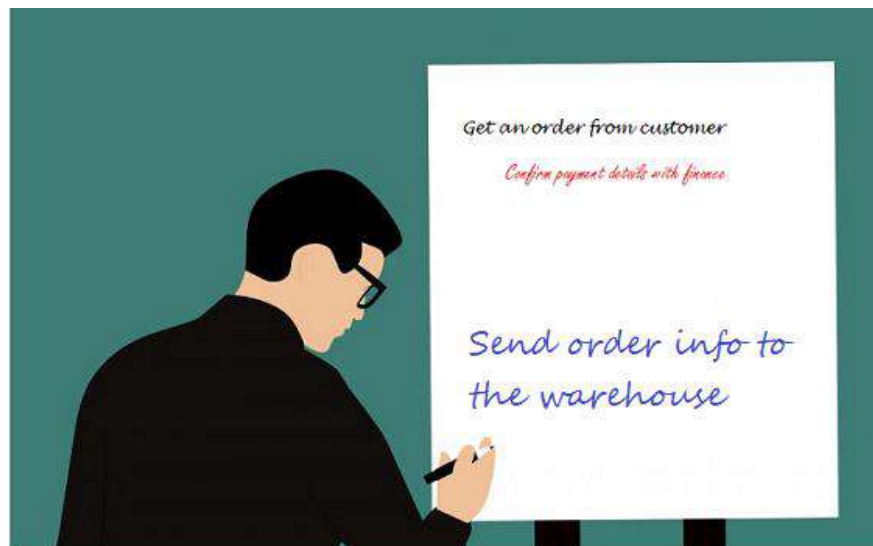 Get an order from customer
Confirm payment details with finance
Send order info to
the warehouse